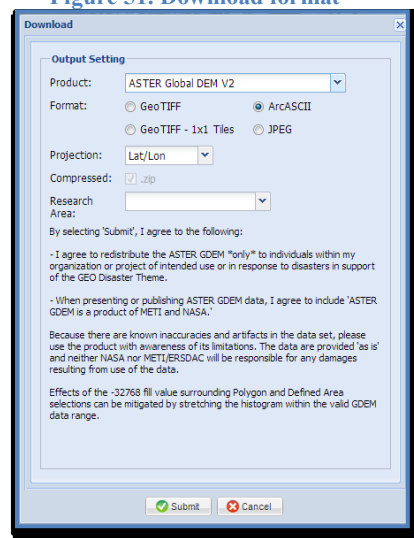 Figure 31: Download format
Download
Output Setting
Product: ASTER Global DEM V2
Format: GeoTIFF ArcASCII
GeoTIFF - 1x1 Tiles JPEG
Projection: Lat/Lon
Compressed: .zip
Research
Area:
By selecting 'Submit', I agree to the following:
- I agree to redistribute the ASTER GDEM *only* to individuals within my
organization or project of intended use or in response to disasters in support
of the GEO Disaster Theme.
- When presenting or publishing ASTER GDEM data, I agree to include 'ASTER
GDEM is a product of METI and NASA.'
Because there are known inaccuracies and artifacts in the data set, please
use the product with awareness of its limitations. The data are provided 'as is'
and neither NASA nor METI/ERSDAC will be responsible for any damages
resulting from use of the data.
Effects of the -32768 fill value surrounding Polygon and Defined Area
selections can be mitigated by stretching the histogram within the valid GDEM
data range.
Submit Cancel